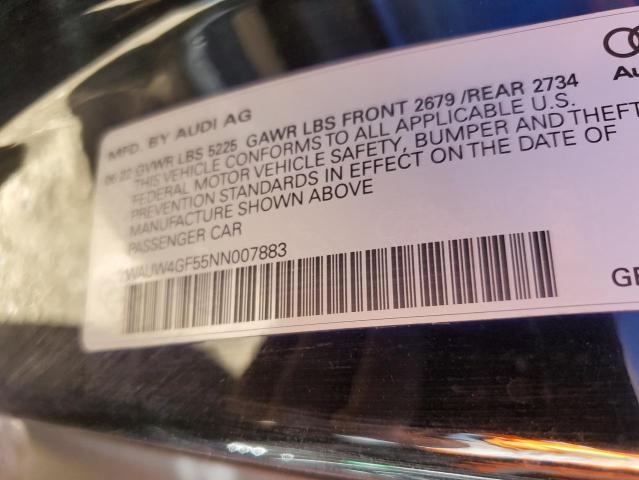 MFD. BY AUDI AG
06-22 GVWR LBS 5225 GAWR LBS FRONT 2679 /REAR 2734
THIS VEHICLE CONFORMS TO ALL APPLICABLE U.S.
FEDERAL MOTOR VEHICLE SAFETY, BUMPER AND THEFT
PREVENTION STANDARDS IN EFFECT ON THE DATE OF
MANUFACTURE SHOWN ABOVE
PASSENGER CAR
WAUW4GF55NN007883
Au
GE